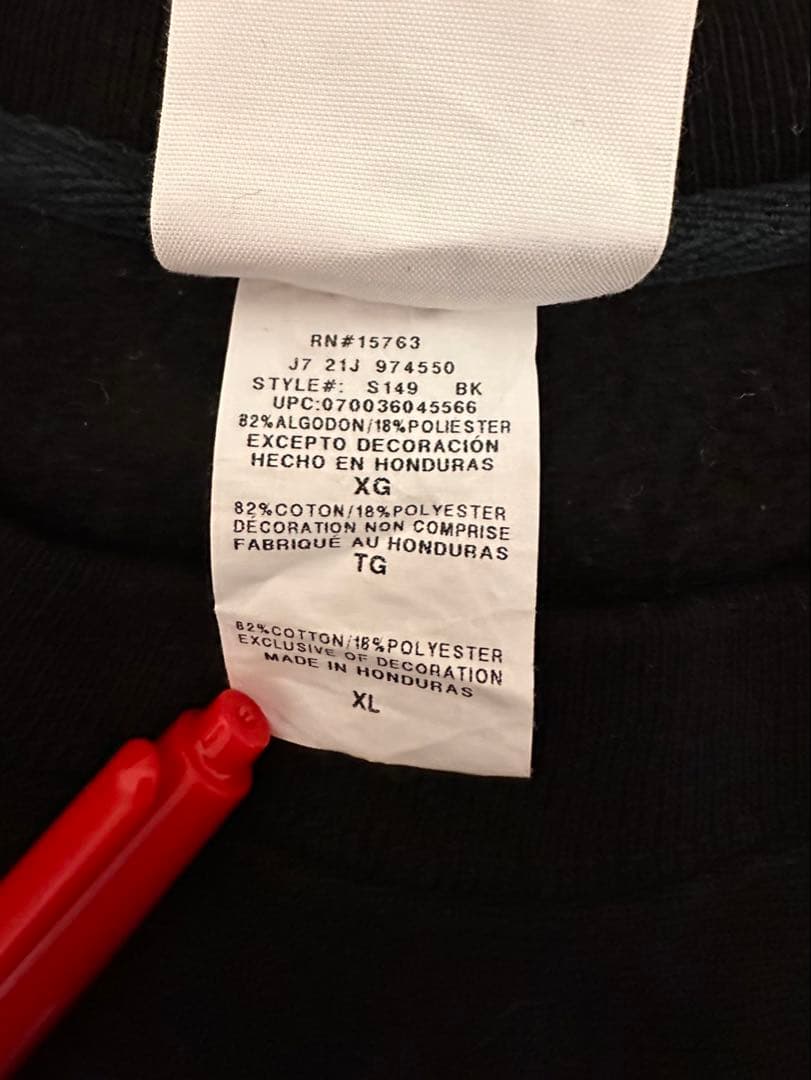 RN#15763
J7 21J 974550
STYLE#: S149 BK
UPC:070036045566
82%ALGODON/18%POLIESTER
EXCEPTO DECORACIÓN
HECHO EN HONDURAS
XG
82%COTON/18%POLYESTER
DÉCORATION NON COMPRISE
FABRIQUÉ AU HONDURAS
TG
82%COTTON/18%POLYESTER
EXCLUSIVE OF DECORATION
MADE IN HONDURAS
XL